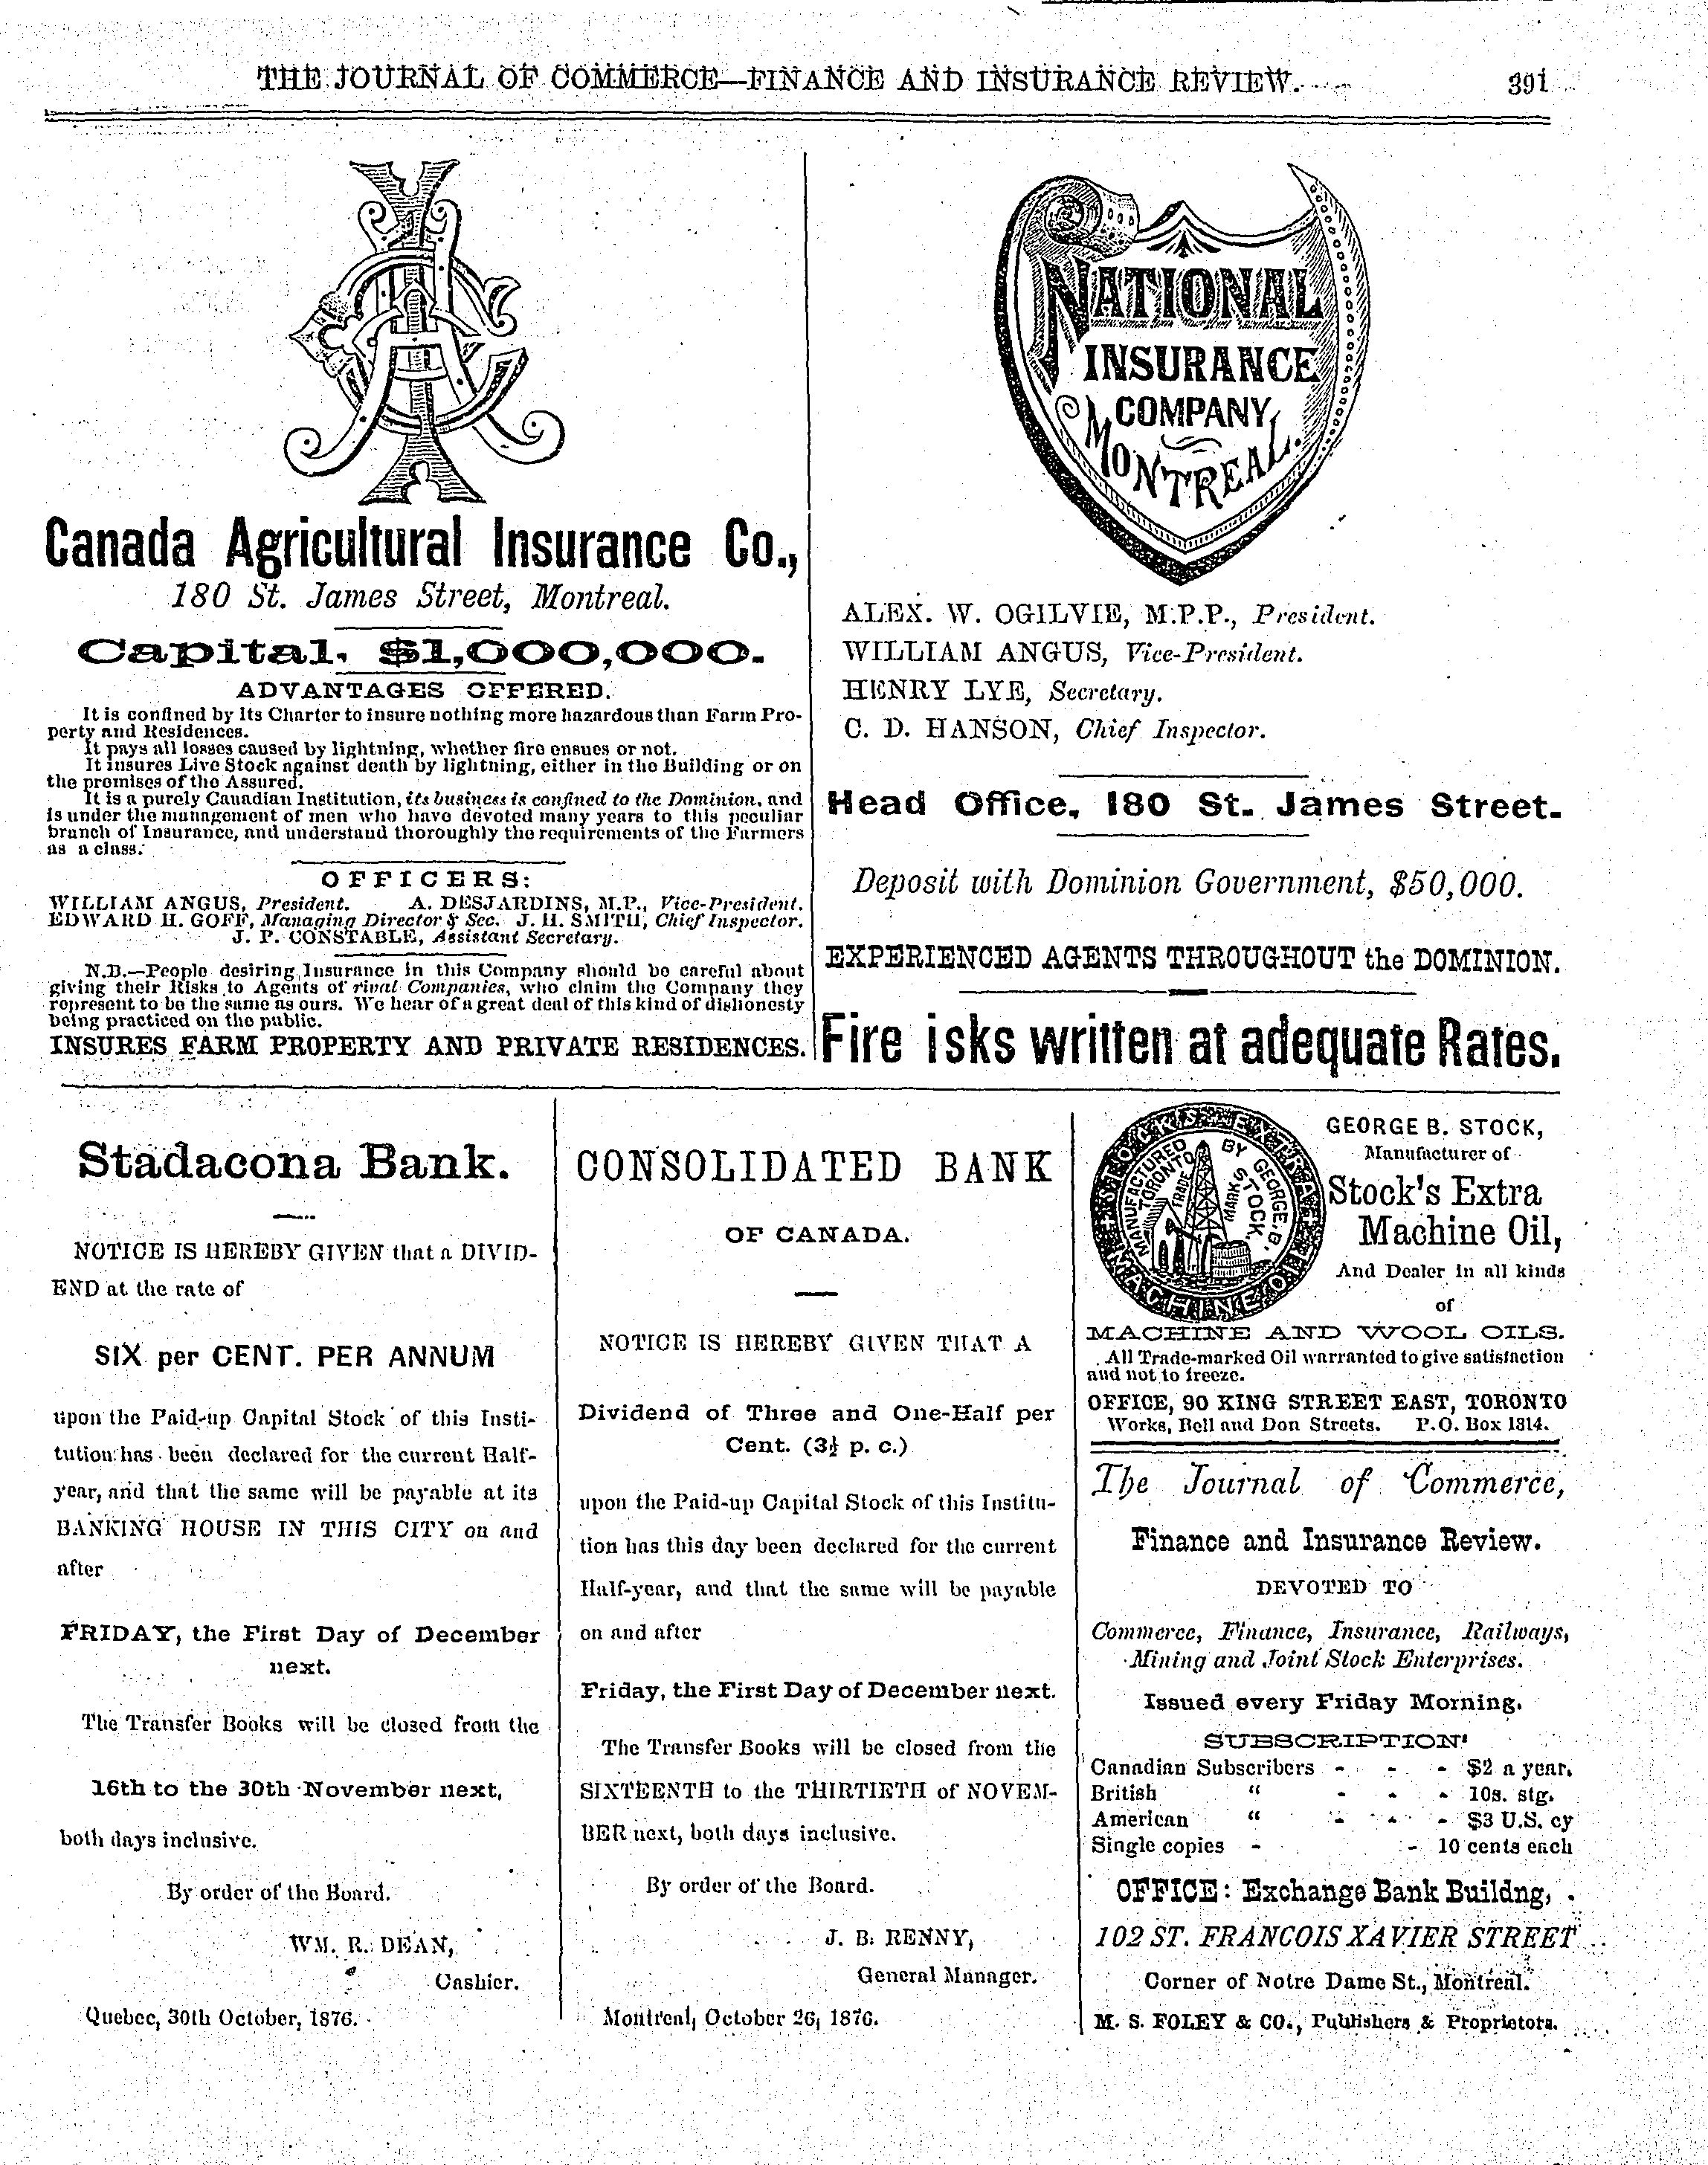 THE JOURNAL OF COMMERCE—FINANCE AND INSURANCE REVIEW.
391
Canada Agricultural Insurance Co.,
180 St. James Street, Montreal.
Capital, $1,000,000.
ADVANTAGES OFFERED.
It is confined by its Charter to insure nothing more hazardous than Farm Pro-
perty and Residences.
It pays all losses caused by lightning, whether fire ensues or not.
It insures Live Stock against death by lightning, either in the Building or on
the premises of the Assured.
It is a purely Canadian Institution, its business is confined to the Dominion, and
is under the management of men who have devoted many years to this peculiar
branch of Insurance, and understand thoroughly the requirements of the Farmers
as a class.
OFFICERS:
WILLIAM ANGUS, President. A. DESJARDINS, M.P., Vice-President.
EDWARD H. GOFF, Managing Director & Sec. J. H. SMITH, Chief Inspector.
J. P. CONSTABLE, Assistant Secretary.
N.B.—People desiring Insurance in this Company should be careful about
giving their Risks to Agents of rival Companies, who claim the Company they
represent to be the same as ours. We hear of a great deal of this kind of dishonesty
being practiced on the public.
INSURES FARM PROPERTY AND PRIVATE RESIDENCES.
NATIONAL
INSURANCE
COMPANY
MONTREAL.
ALEX. W. OGILVIE, M.P.P., President.
WILLIAM ANGUS, Vice-President.
HENRY LYE, Secretary.
C. D. HANSON, Chief Inspector.
Head Office, 180 St. James Street.
Deposit with Dominion Government, $50,000.
EXPERIENCED AGENTS THROUGHOUT the DOMINION.
Fire isks written at adequate Rates.
Stadacona Bank.
NOTICE IS HEREBY GIVEN that a DIVID-
END at the rate of
SIX per CENT. PER ANNUM
upon the Paid-up Capital Stock of this Insti-
tution has been declared for the current Half-
year, and that the same will be payable at its
BANKING HOUSE IN THIS CITY on and
after
FRIDAY, the First Day of December
next.
The Transfer Books will be closed from the
16th to the 30th November next,
both days inclusive.
By order of the Board.
WM. R. DEAN,
Cashier.
Quebec, 30th October, 1876.
CONSOLIDATED BANK
OF CANADA.
NOTICE IS HEREBY GIVEN THAT A
Dividend of Three and One-Half per
Cent. (3½ p. c.)
upon the Paid-up Capital Stock of this Institu-
tion has this day been declared for the current
Half-year, and that the same will be payable
on and after
Friday, the First Day of December next.
The Transfer Books will be closed from the
SIXTEENTH to the THIRTIETH of NOVEM-
BER next, both days inclusive.
By order of the Board.
J. B. RENNY,
General Manager.
Montreal, October 26, 1876.
STOCK'S EXTRA MACHINE OIL
MANUFACTURED BY GEORGE B. STOCK.
TORONTO
TRADE MARK
GEORGE B. STOCK,
Manufacturer of
Stock's Extra
Machine Oil,
And Dealer in all kinds
of
MACHINE AND WOOL OILS.
All Trade-marked Oil warranted to give satisfaction
and not to freeze.
OFFICE, 90 KING STREET EAST, TORONTO
Works, Bell and Don Streets. P.O. Box 1314.
The Journal of Commerce,
Finance and Insurance Review.
DEVOTED TO
Commerce, Finance, Insurance, Railways,
Mining and Joint Stock Enterprises.
Issued every Friday Morning.
SUBSCRIPTION
Canadian Subscribers - - - $2 a year.
British " - - - 10s. stg.
American " - - - $3 U.S. cy
Single copies - - 10 cents each
OFFICE: Exchange Bank Buildng,
102 ST. FRANCOIS XAVIER STREET
Corner of Notre Dame St., Montreal.
M. S. FOLEY & CO., Publishers & Proprietors.